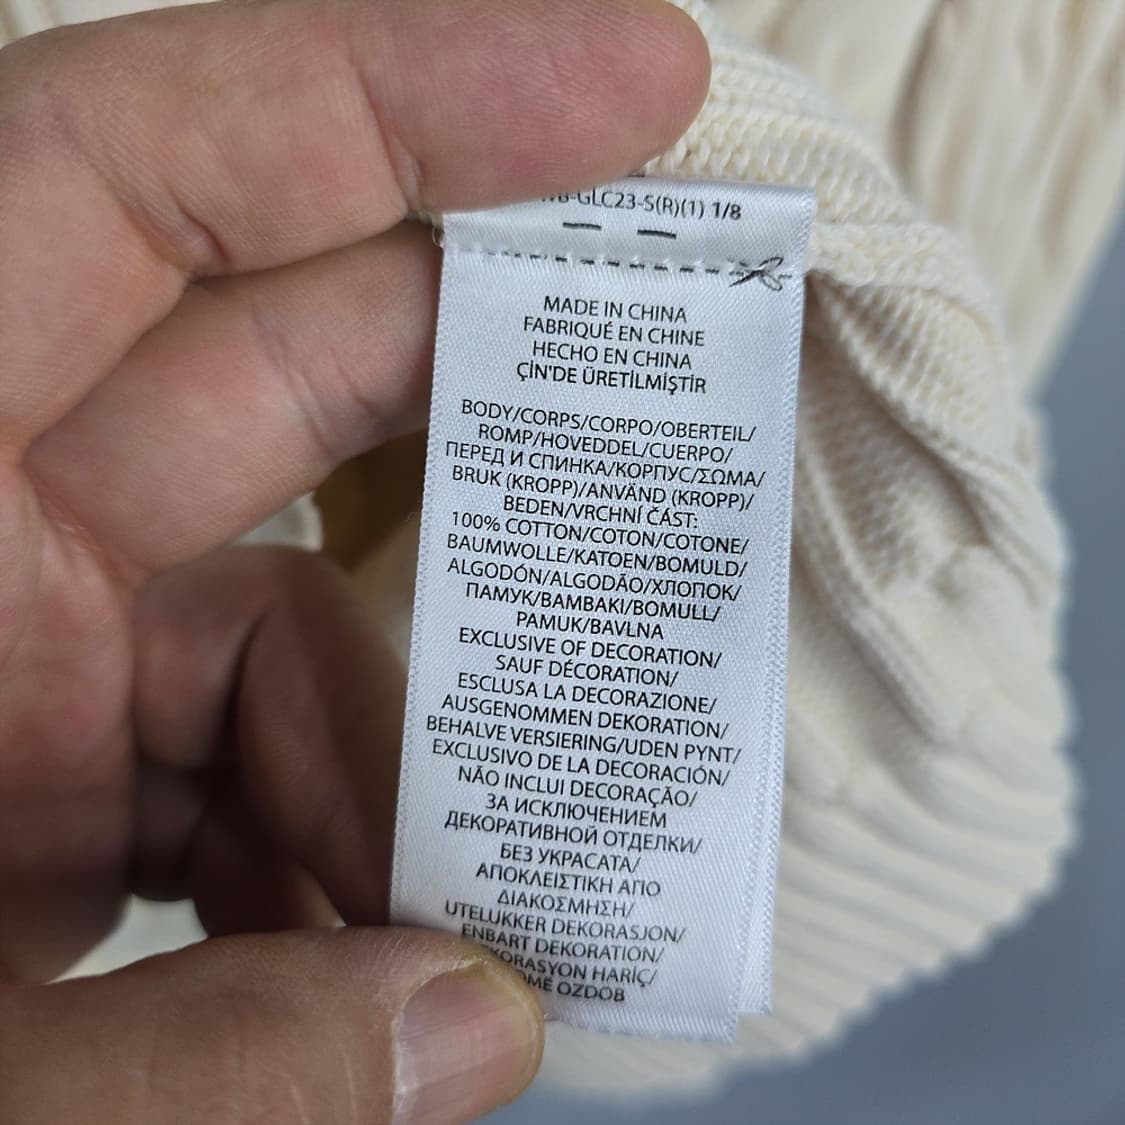 -GLC23-S(R)(1) 1/8
MADE IN CHINA
FABRIQUÉ EN CHINE
HECHO EN CHINA
ÇİN'DE ÜRETİLMİŞTİR
BODY/CORPS/CORPO/OBERTEIL/
ROMP/HOVEDDEL/CUERPO/
ПЕРЕД И СПИНКА/КОРПУС/ΣΩΜΑ/
BRUK (KROPP)/ANVÄND (KROPP)/
BEDEN/VRCHNÍ ČÁST:
100% COTTON/COTON/COTONE/
BAUMWOLLE/KATOEN/BOMULD/
ALGODÓN/ALGODÃO/ХЛОПОК/
ПАМУК/BAMBAKI/BOMULL/
PAMUK/BAVLNA
EXCLUSIVE OF DECORATION/
SAUF DÉCORATION/
ESCLUSA LA DECORAZIONE/
AUSGENOMMEN DEKORATION/
BEHALVE VERSIERING/UDEN PYNT/
EXCLUSIVO DE LA DECORACIÓN/
NÃO INCLUI DECORAÇÃO/
ЗА ИСКЛЮЧЕНИЕМ
ДЕКОРАТИВНОЙ ОТДЕЛКИ/
БЕЗ УКРАСАТА/
ΑΠΟΚΛΕΙΣΤΙΚΗ ΑΠΟ
ΔΙΑΚΟΣΜΗΣΗ/
UTELUKKER DEKORASJON/
ENBART DEKORATION/
KORASYON HARİÇ/
OZDOB